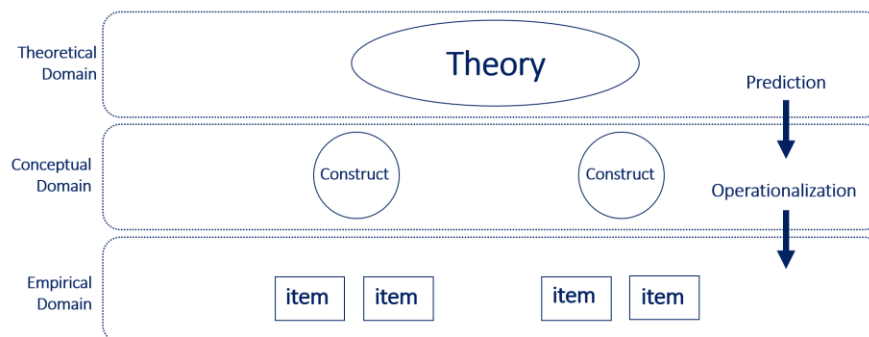 Theoretical
Domain
Theory
Prediction
Conceptual
Domain
Construct
Construct
Operationalization
Empirical
Domain
item
item
item
item